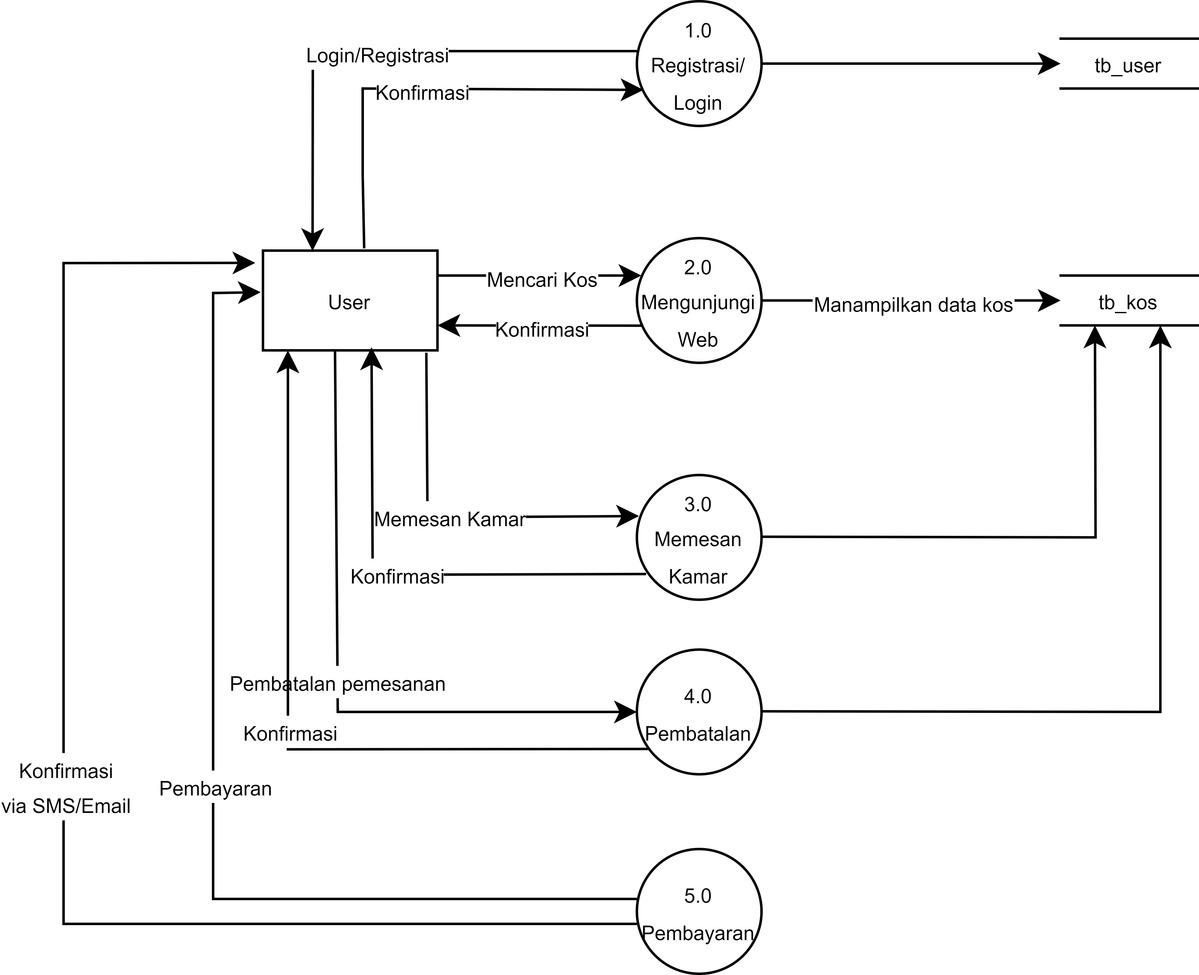 1.0
Registrasi/
Login
Login/Registrasi
Konfirmasi
tb_user
User
Mencari Kos
Konfirmasi
2.0
Mengunjungi
Web
Manampilkan data kos
tb_kos
3.0
Memesan
Kamar
Memesan Kamar
Konfirmasi
Pembatalan pemesanan
4.0
Pembatalan
Konfirmasi
Konfirmasi
via SMS/Email
Pembayaran
5.0
Pembayaran